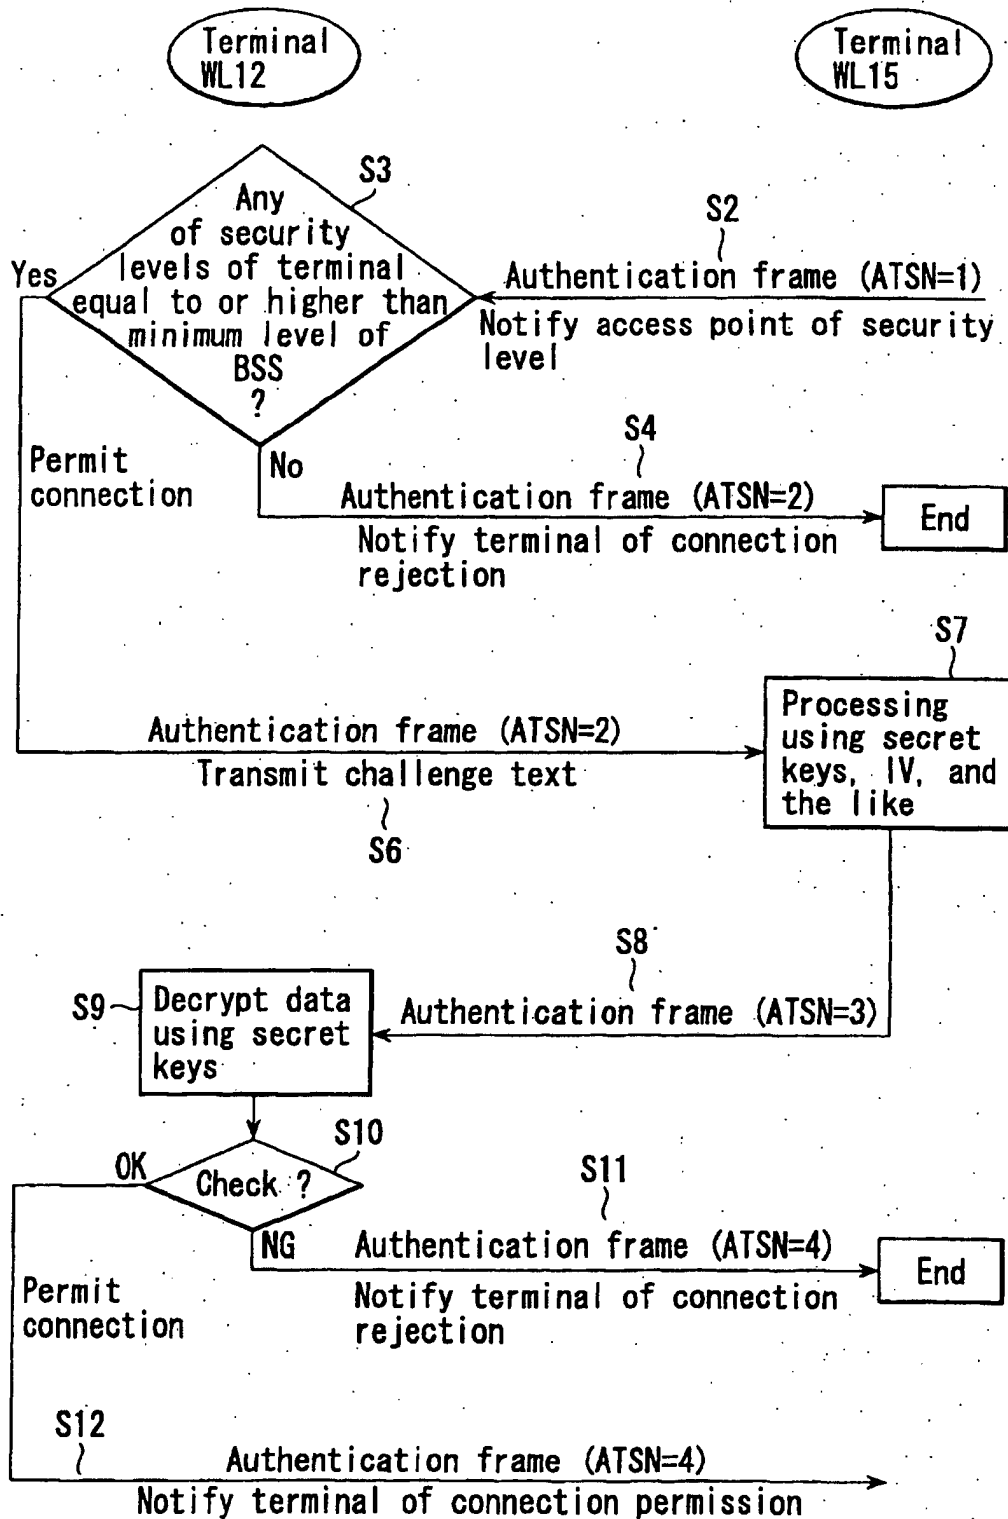 Terminal
WL12
Terminal
WL15
S3
Any
of security
levels of terminal
equal to or higher than
minimum level of
BSS
?
Yes
S2
Authentication frame (ATSN=1)
Notify access point of security
level
Permit
connection
No
S4
Authentication frame (ATSN=2)
Notify terminal of connection
rejection
End
S7
Processing
using secret
keys, IV, and
the like
Authentication frame (ATSN=2)
Transmit challenge text
S6
S8
Authentication frame (ATSN=3)
S9
Decrypt data
using secret
keys
S10
Check ?
OK
NG
S11
Authentication frame (ATSN=4)
Notify terminal of connection
rejection
End
Permit
connection
S12
Authentication frame (ATSN=4)
Notify terminal of connection permission